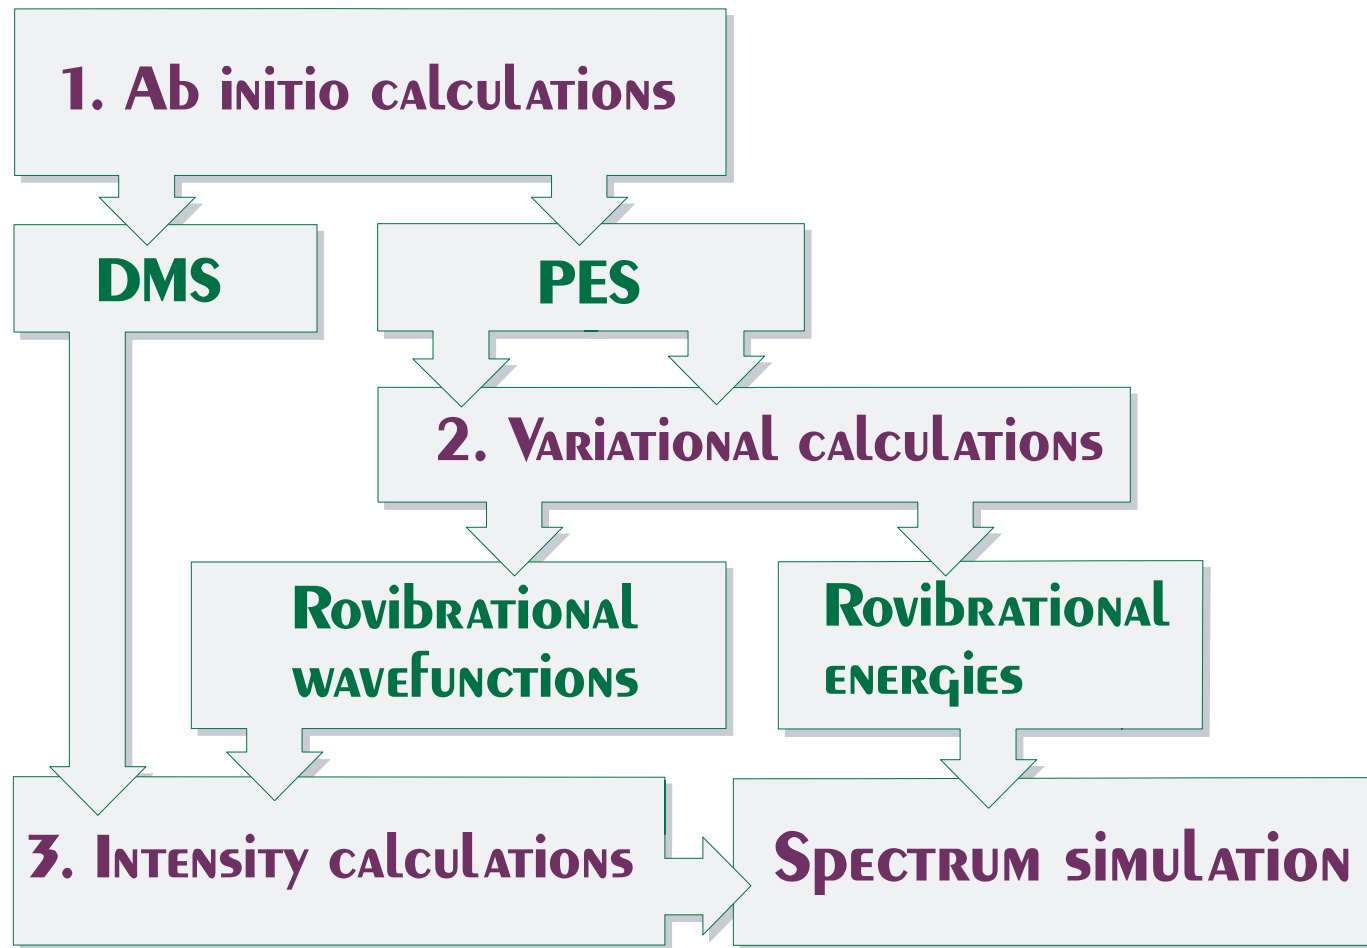 1. Ab initio calculations
DMS
PES
2. Variational calculations
Rovibrational
wavefunctions
Rovibrational
energies
3. Intensity calculations
Spectrum simulation